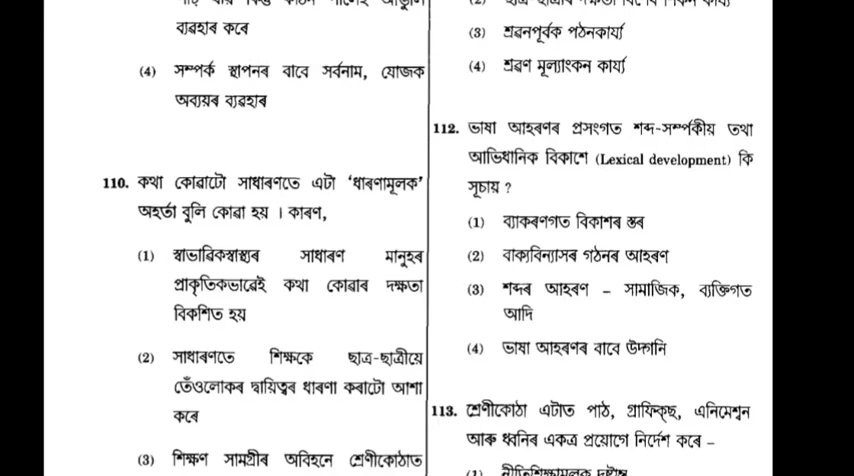 ব্যৱহাৰ কৰে
(4) সম্পৰ্ক স্থাপনৰ বাবে সৰ্বনাম, যোজক
অব্যয়ৰ ব্যৱহাৰ
110. কথা কোৱাটো সাধাৰণতে এটা ‘ধাৰণামূলক’
অহৰ্তা বুলি কোৱা হয় । কাৰণ,
(1) স্বাভাৱিকস্বাস্থ্যৰ সাধাৰণ মানুহৰ
প্ৰাকৃতিকভাৱেই কথা কোৱাৰ দক্ষতা
বিকশিত হয়
(2) সাধাৰণতে শিক্ষকে ছাত্ৰ-ছাত্ৰীয়ে
তেঁওলোকৰ দ্বায়িত্বৰ ধাৰণা কৰাটো আশা
কৰে
(3) শিক্ষণ সামগ্ৰীৰ অবিহনে শ্ৰেণীকোঠাত
(3) শ্ৰৱনপূৰ্বক পঠনকাৰ্য্য
(4) শ্ৰৱণ মূল্যাংকন কাৰ্য্য
112. ভাষা আহৰণৰ প্ৰসংগত শব্দ-সম্পৰ্কীয় তথা
আভিধানিক বিকাশে (Lexical development) কি
সূচায় ?
(1) ব্যাকৰণগত বিকাশৰ স্তৰ
(2) বাক্যবিন্যাসৰ গঠনৰ আহৰণ
(3) শব্দৰ আহৰণ – সামাজিক, ব্যক্তিগত
আদি
(4) ভাষা আহৰণৰ বাবে উদগনি
113. শ্ৰেণীকোঠা এটাত পাঠ, গ্ৰাফিক্‌ছ, এনিমেশ্বন
আৰু ধ্বনিৰ একত্ৰ প্ৰয়োগে নিৰ্দেশ কৰে –